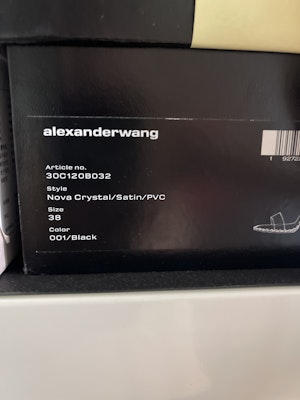 alexanderwang
Article no.
30C120B032
Style
Nova Crystal/Satin/PVC
Size
38
Color
001/Black